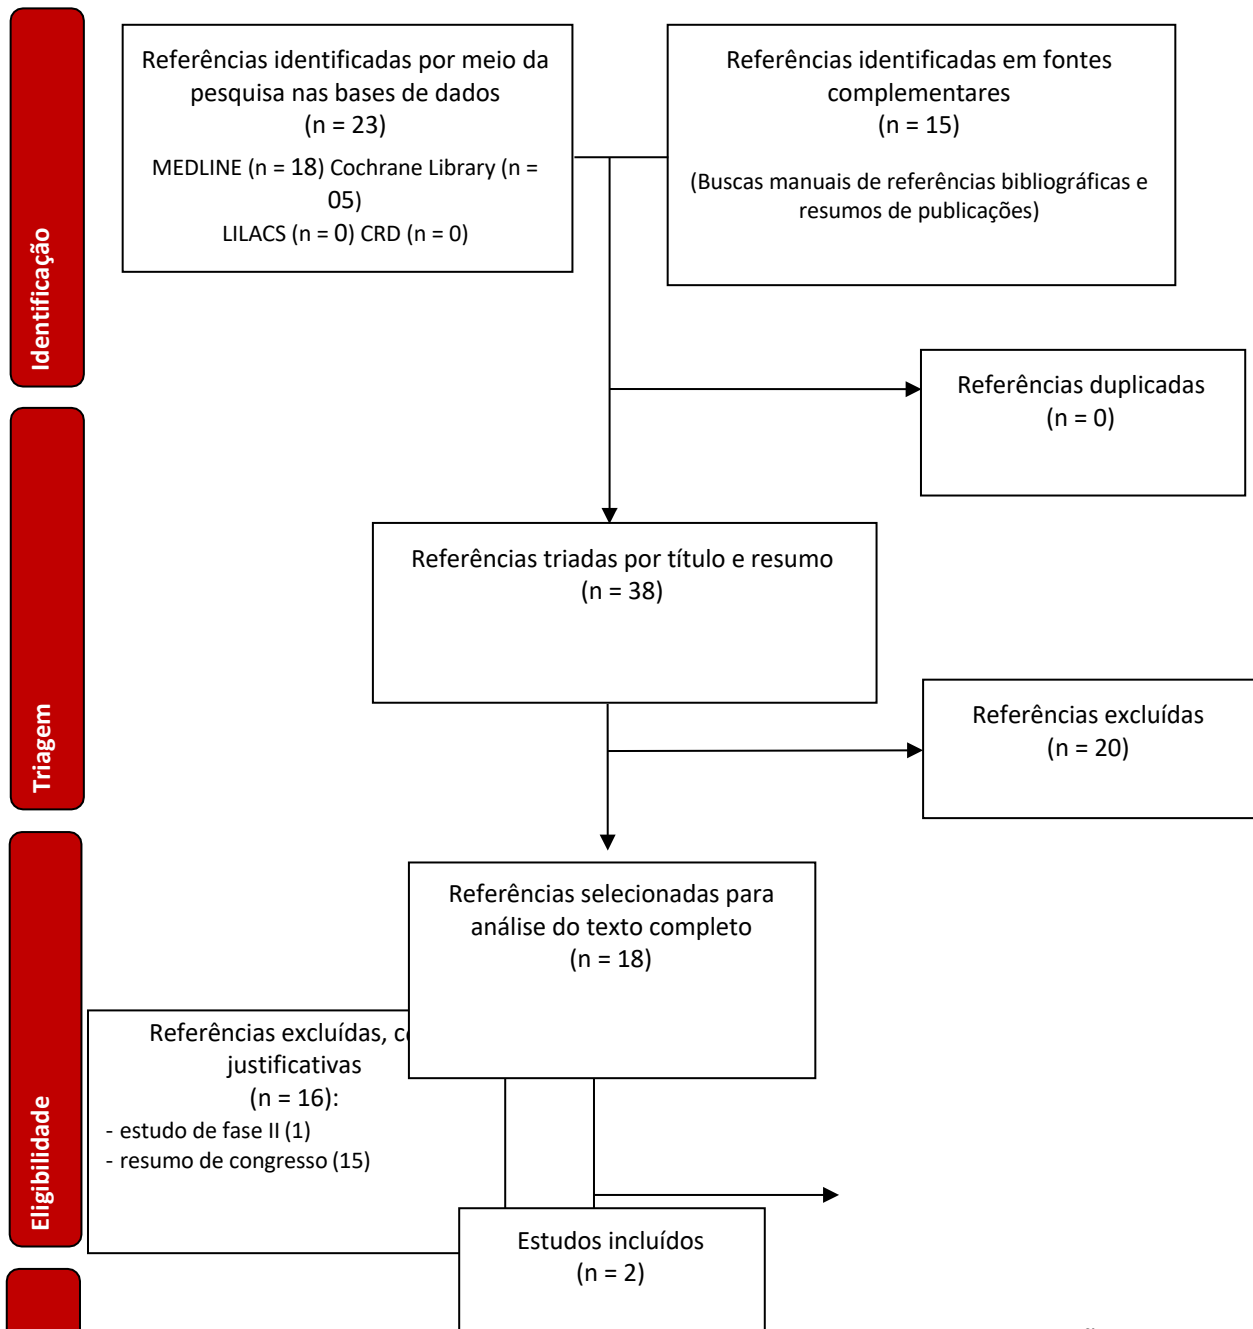 Identificação
Referências identificadas por meio da
pesquisa nas bases de dados
(n = 23)
MEDLINE (n = 18) Cochrane Library (n =
05)
LILACS (n = 0) CRD (n = 0)
Referências identificadas em fontes
complementares
(n = 15)
(Buscas manuais de referências bibliográficas e
resumos de publicações)
Referências duplicadas
(n = 0)
Triagem
Referências triadas por título e resumo
(n = 38)
Referências excluídas
(n = 20)
Eligibilidade
Referências selecionadas para
análise do texto completo
(n = 18)
Referências excluídas,
justificativas
(n = 16):
- estudo de fase II (1)
- resumo de congresso (15)
Estudos incluídos
(n = 2)